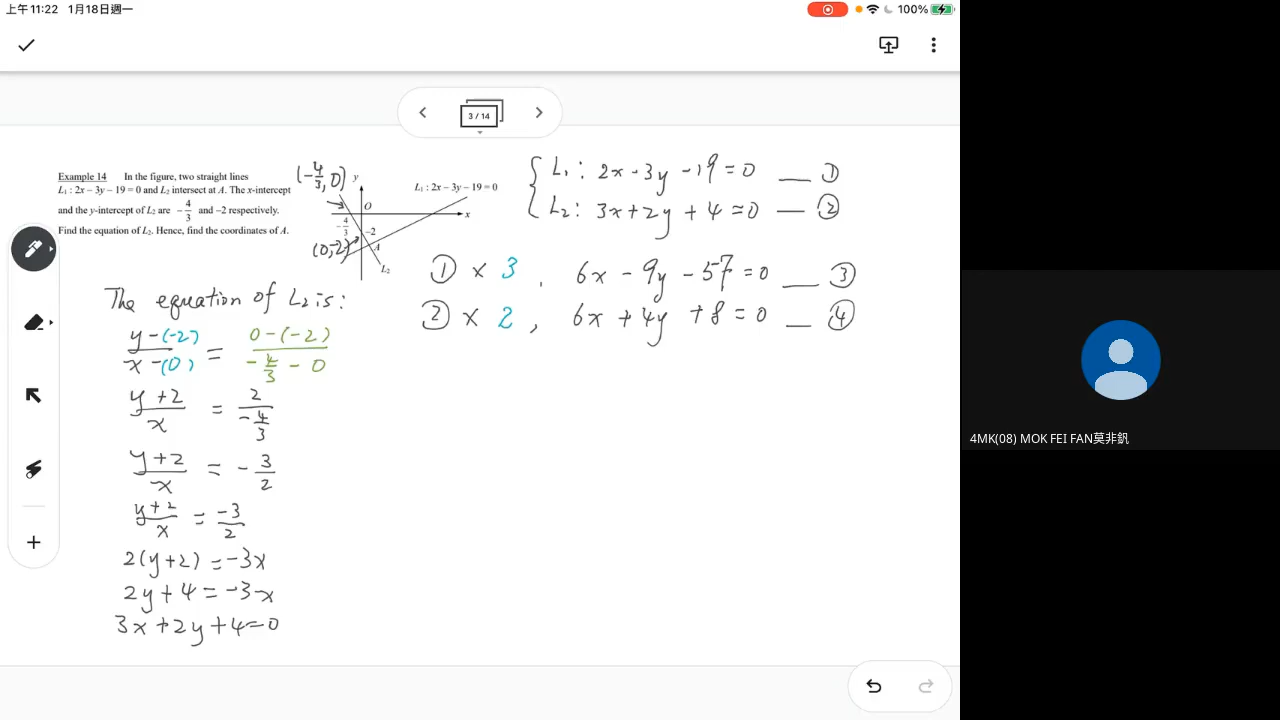 上午11:22 1月18日週一
100%
3 / 14
Example 14 In the figure, two straight lines
L₁ : 2x – 3y – 19 = 0 and L₂ intersect at A. The x-intercept
and the y-intercept of L₂ are –4/3 and –2 respectively.
Find the equation of L₂. Hence, find the coordinates of A.
(-4/3, 0) y
L₁ : 2x – 3y – 19 = 0
O
x
-4/3
–2
(0,-2)
A
L₂
The equation of L₂ is:
(y-(-2))/(x-(0)) = (0-(-2))/(-4/3 - 0)
(y+2)/x = 2/(-4/3)
(y+2)/x = -3/2
(y+2)/x = -3/2
2(y+2) = -3x
2y+4 = -3x
3x+2y+4=0
{ L₁: 2x-3y-19=0 __ ①
L₂: 3x+2y+4=0 __ ②
① × 3, 6x-9y-57=0 __ ③
② × 2, 6x+4y+8=0 __ ④
4MK(08) MOK FEI FAN莫非釩